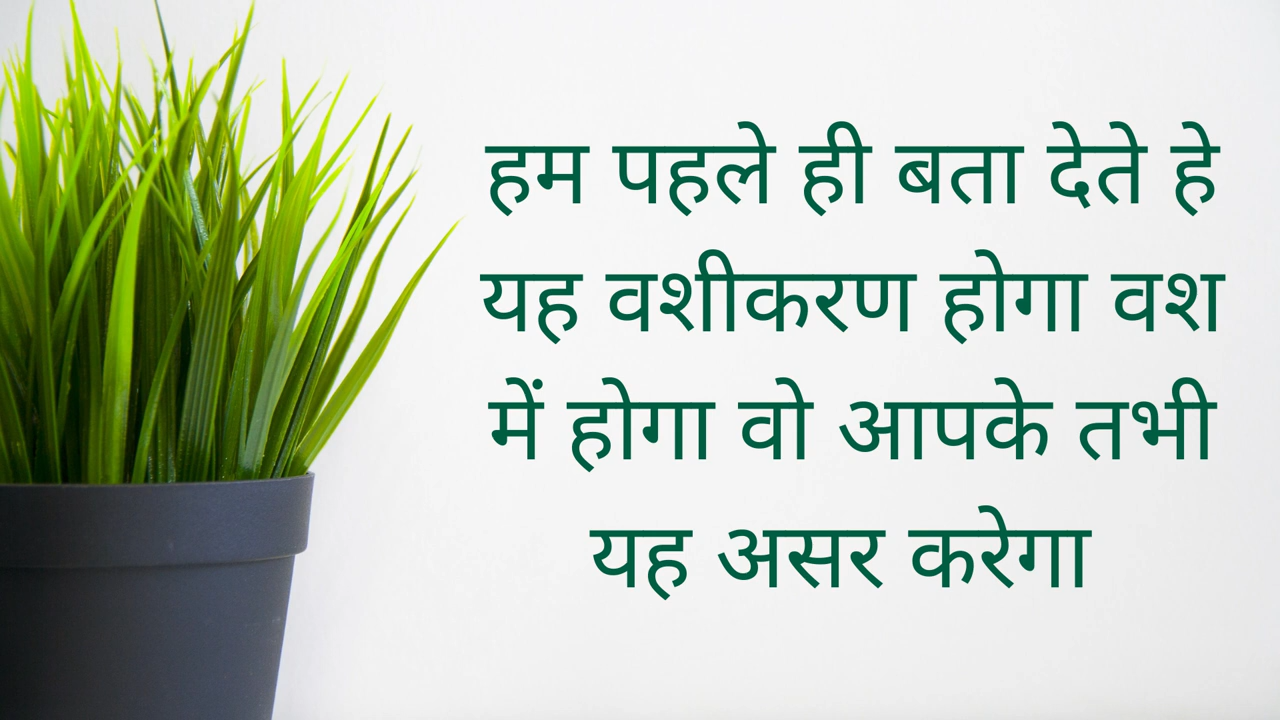 हम पहले ही बता देते हे
यह वशीकरण होगा वश
में होगा वो आपके तभी
यह असर करेगा